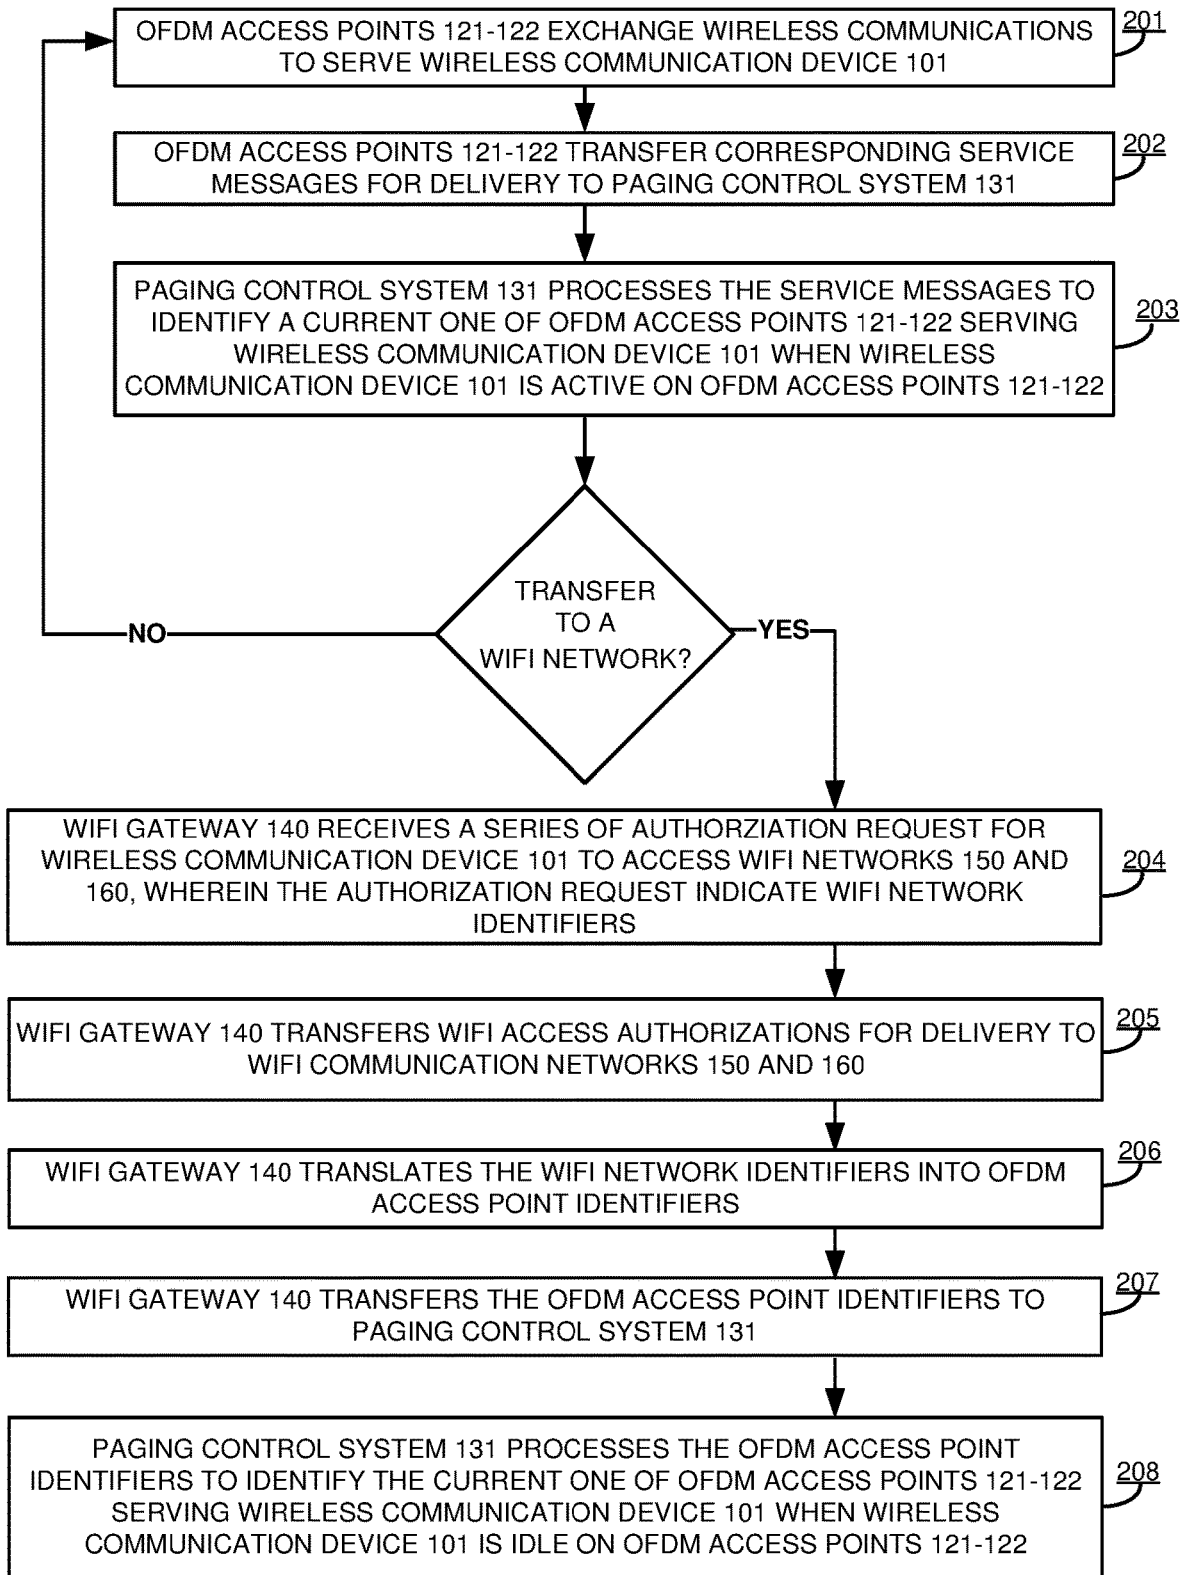 OFDM ACCESS POINTS 121-122 EXCHANGE WIRELESS COMMUNICATIONS
TO SERVE WIRELESS COMMUNICATION DEVICE 101
201
OFDM ACCESS POINTS 121-122 TRANSFER CORRESPONDING SERVICE
MESSAGES FOR DELIVERY TO PAGING CONTROL SYSTEM 131
202
PAGING CONTROL SYSTEM 131 PROCESSES THE SERVICE MESSAGES TO
IDENTIFY A CURRENT ONE OF OFDM ACCESS POINTS 121-122 SERVING
WIRELESS COMMUNICATION DEVICE 101 WHEN WIRELESS
COMMUNICATION DEVICE 101 IS ACTIVE ON OFDM ACCESS POINTS 121-122
203
TRANSFER
TO A
WIFI NETWORK?
NO
YES
WIFI GATEWAY 140 RECEIVES A SERIES OF AUTHORZIATION REQUEST FOR
WIRELESS COMMUNICATION DEVICE 101 TO ACCESS WIFI NETWORKS 150 AND
160, WHEREIN THE AUTHORIZATION REQUEST INDICATE WIFI NETWORK
IDENTIFIERS
204
WIFI GATEWAY 140 TRANSFERS WIFI ACCESS AUTHORIZATIONS FOR DELIVERY TO
WIFI COMMUNICATION NETWORKS 150 AND 160
205
WIFI GATEWAY 140 TRANSLATES THE WIFI NETWORK IDENTIFIERS INTO OFDM
ACCESS POINT IDENTIFIERS
206
WIFI GATEWAY 140 TRANSFERS THE OFDM ACCESS POINT IDENTIFIERS TO
PAGING CONTROL SYSTEM 131
207
PAGING CONTROL SYSTEM 131 PROCESSES THE OFDM ACCESS POINT
IDENTIFIERS TO IDENTIFY THE CURRENT ONE OF OFDM ACCESS POINTS 121-122
SERVING WIRELESS COMMUNICATION DEVICE 101 WHEN WIRELESS
COMMUNICATION DEVICE 101 IS IDLE ON OFDM ACCESS POINTS 121-122
208